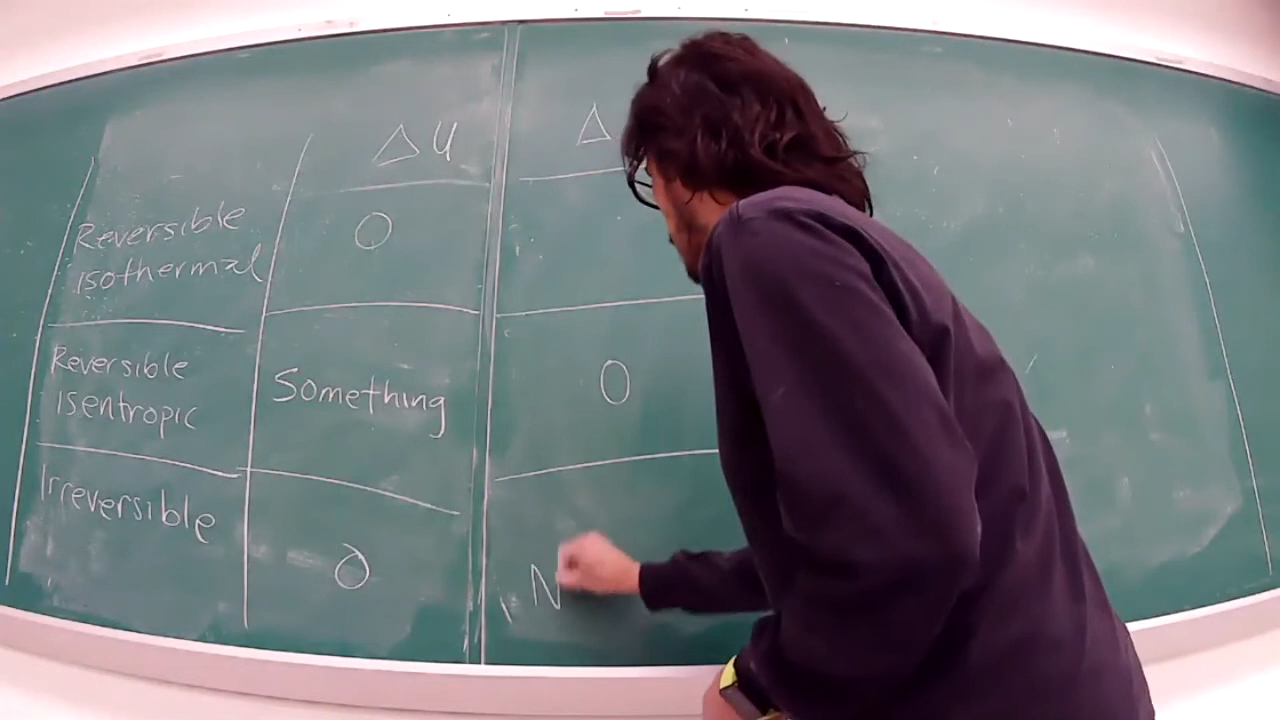 ΔU Δ
Reversible 0
isothermal
Reversible Something 0
isentropic
Irreversible
0 N